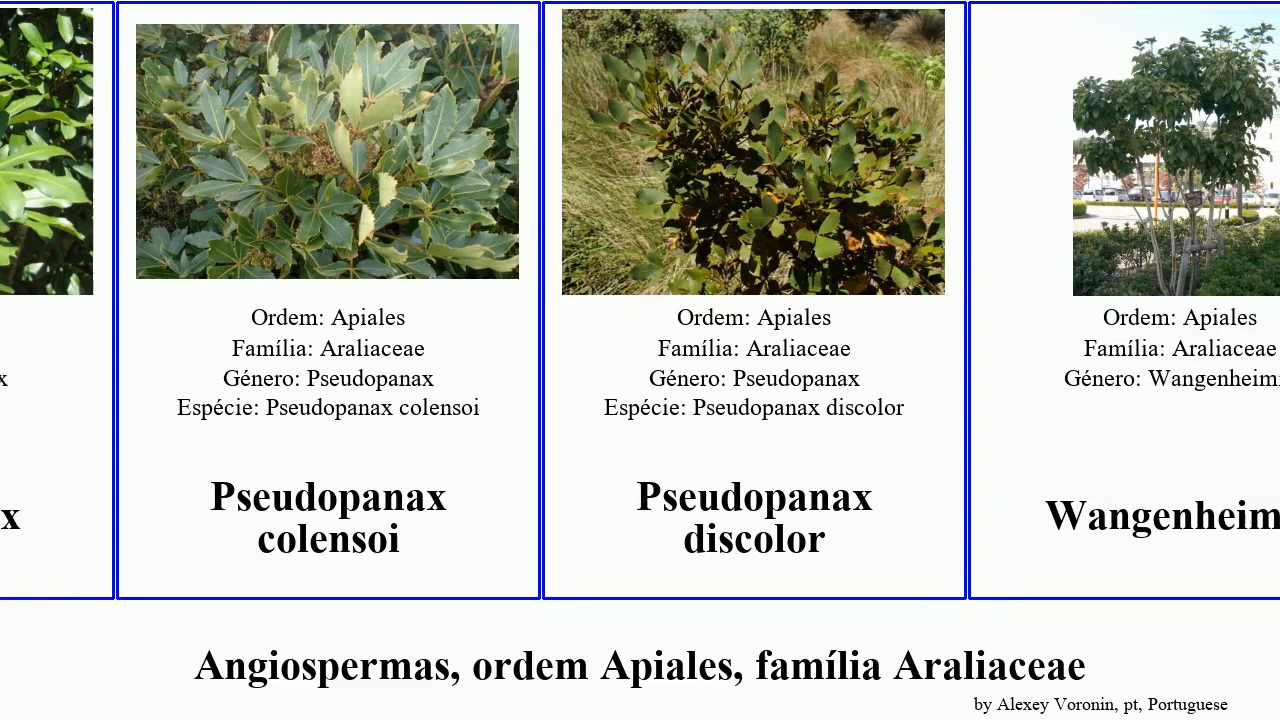 x
x
Ordem: Apiales
Família: Araliaceae
Género: Pseudopanax
Espécie: Pseudopanax colensoi
Pseudopanax
colensoi
Ordem: Apiales
Família: Araliaceae
Género: Pseudopanax
Espécie: Pseudopanax discolor
Pseudopanax
discolor
Ordem: Apiales
Família: Araliaceae
Género:
Angiospermas, ordem Apiales, família Araliaceae
by Alexey Voronin, pt, Portuguese